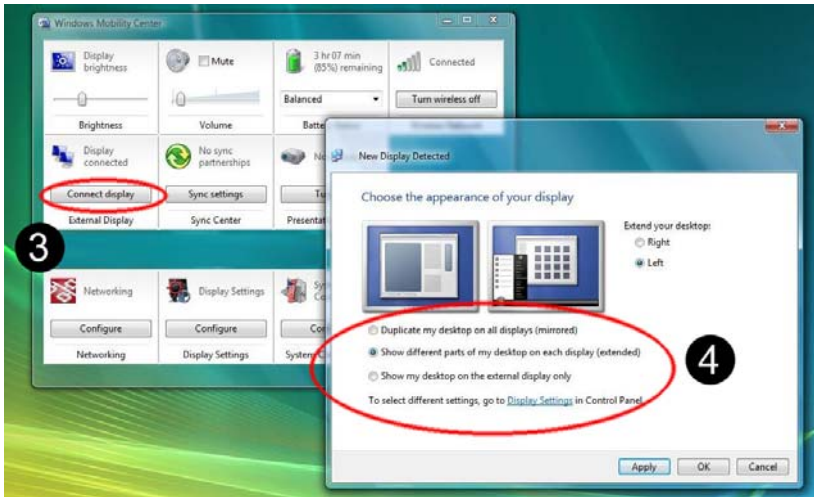 Windows Mobility Center
Display
brightness
Mute
3 hr 07 min
(85%) remaining
Connected
Balanced
Turn wireless off
Brightness
Volume
Display
connected
No sync
partnerships
Connect display
Sync settings
External Display
Sync Center
3
Networking
Display Settings
Configure
Configure
Networking
Display Settings
New Display Detected
Choose the appearance of your display
Extend your desktop:
Right
Left
Duplicate my desktop on all displays (mirrored)
Show different parts of my desktop on each display (extended)
Show my desktop on the external display only
To select different settings, go to Display Settings in Control Panel.
4
Apply
OK
Cancel